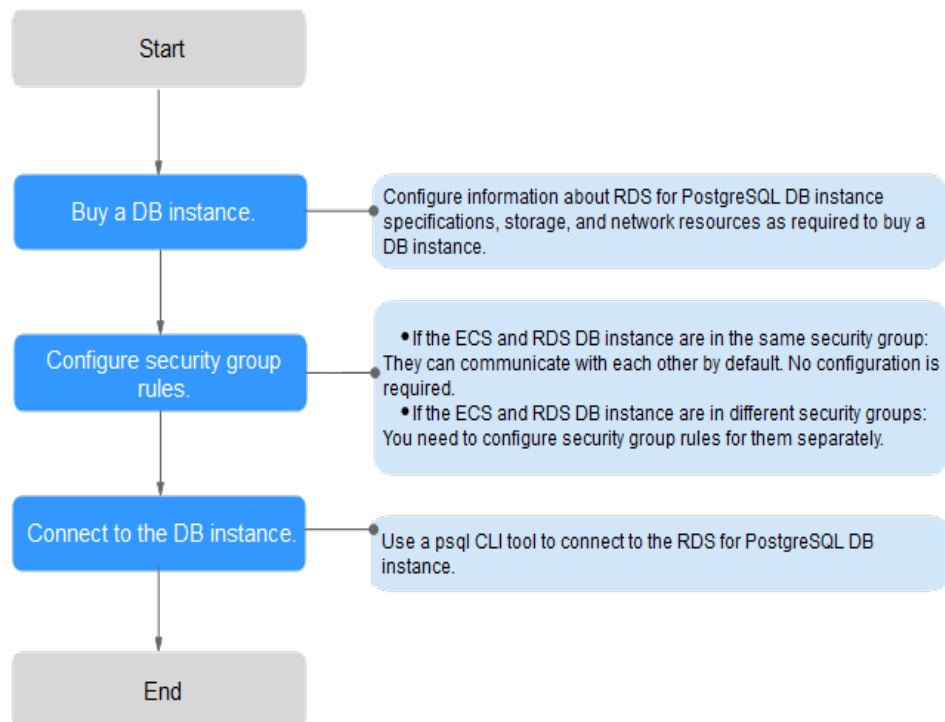 Start
Buy a DB instance.
Configure information about RDS for PostgreSQL DB instance
specifications, storage, and network resources as required to buy a
DB instance.
Configure security group
rules.
●If the ECS and RDS DB instance are in the same security group:
They can communicate with each other by default. No configuration is
required.
●If the ECS and RDS DB instance are in different security groups:
You need to configure security group rules for them separately.
Connect to the DB instance.
Use a psql CLI tool to connect to the RDS for PostgreSQL DB
instance.
End